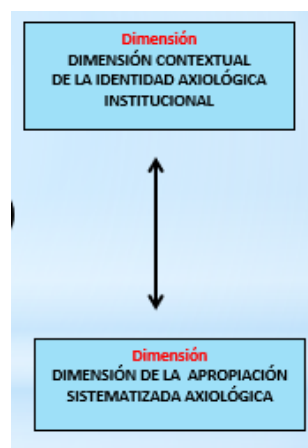 Dimensión
DIMENSIÓN CONTEXTUAL
DE LA IDENTIDAD AXIOLÓGICA
INSTITUCIONAL
Dimensión
DIMENSIÓN DE LA APROPIACIÓN
SISTEMATIZADA AXIOLÓGICA